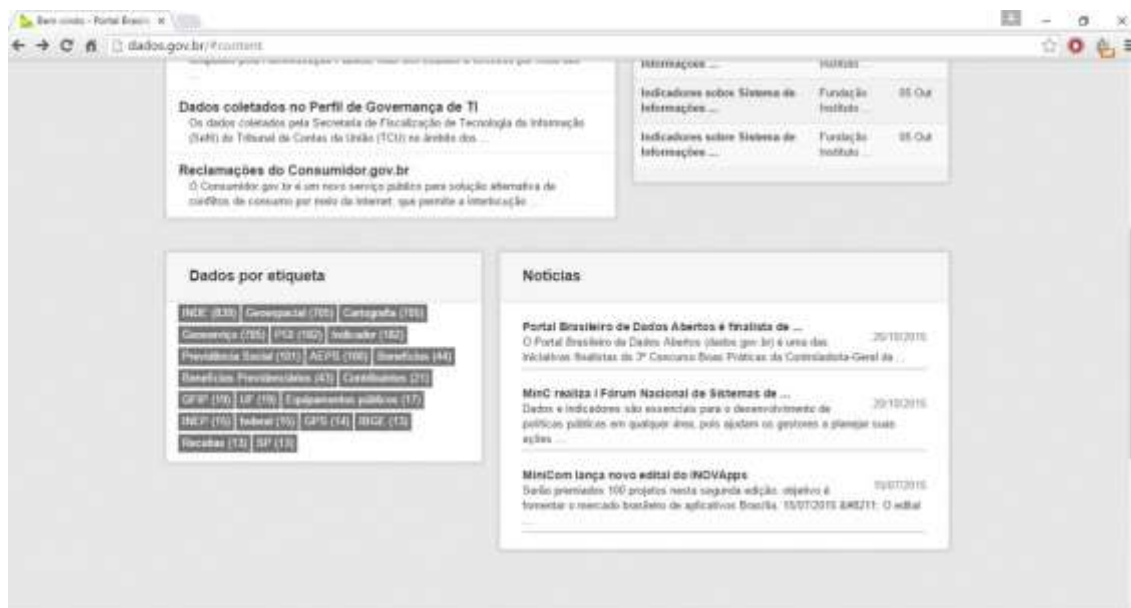 Bem vindo - Portal Brasil
dados.gov.br/#content
...
Dados coletados no Perfil de Governança de TI
Os dados coletados pela Secretaria de Fiscalização de Tecnologia da Informação
(Sefti) do Tribunal de Contas da União (TCU) no âmbito dos ...
Reclamações do Consumidor.gov.br
O Consumidor.gov.br é um novo serviço público para solução alternativa de
conflitos de consumo por meio da internet, que permite a interlocução ...
Informações ...
Instituto ...
Indicadores sobre Sistema de
Informações ...
Fundação
Instituto ...
05 Out
Indicadores sobre Sistema de
Informações ...
Fundação
Instituto ...
05 Out
Dados por etiqueta
INDE (839) Geoespacial (705) Cartografia (705)
Geosserviço (705) (182) Indicador (182)
Previdência Social (101) AEPS (100) Benefícios (44)
Benefícios Previdenciários (43) Contribuintes (21)
GFIP (19) UF (19) Equipamentos públicos (17)
INEP (16) federal (15) GPS (14) IBGE (13)
Receitas (13) SP (13)
Notícias
Portal Brasileiro de Dados Abertos é finalista de ...
O Portal Brasileiro de Dados Abertos (dados.gov.br) é uma das
iniciativas finalistas do 3º Concurso Boas Práticas da Controladoria-Geral da ...
MinC realiza I Fórum Nacional de Sistemas de ...
20/10/2015
Dados e indicadores são essenciais para o desenvolvimento de
políticas públicas em qualquer área, pois ajudam os gestores a planejar suas
ações ...
MiniCom lança novo edital do INOVApps
15/07/2015
Serão premiados 100 projetos nesta segunda edição; objetivo é
fomentar o mercado brasileiro de aplicativos Brasília, 15/07/2015 &#8211; O edital
...